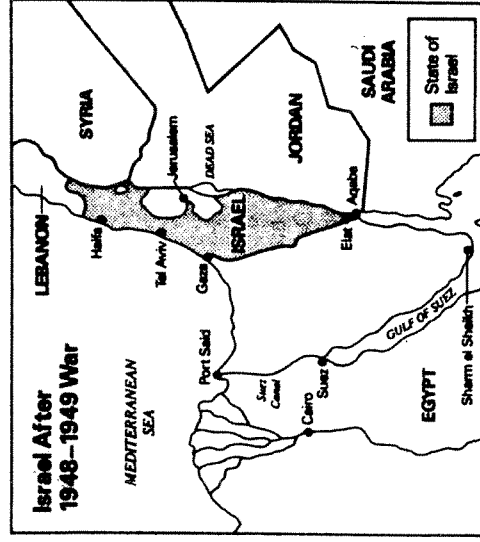 Israel After
1948–1949 War
LEBANON
SYRIA
Haifa
MEDITERRANEAN
SEA
Tel Aviv
Jerusalem
DEAD SEA
Gaza
ISRAEL
JORDAN
Port Said
Suez
Canal
Cairo
Suez
Elat
Aqaba
SAUDI
ARABIA
EGYPT
GULF OF SUEZ
Sharm el Sheikh
State of
Israel